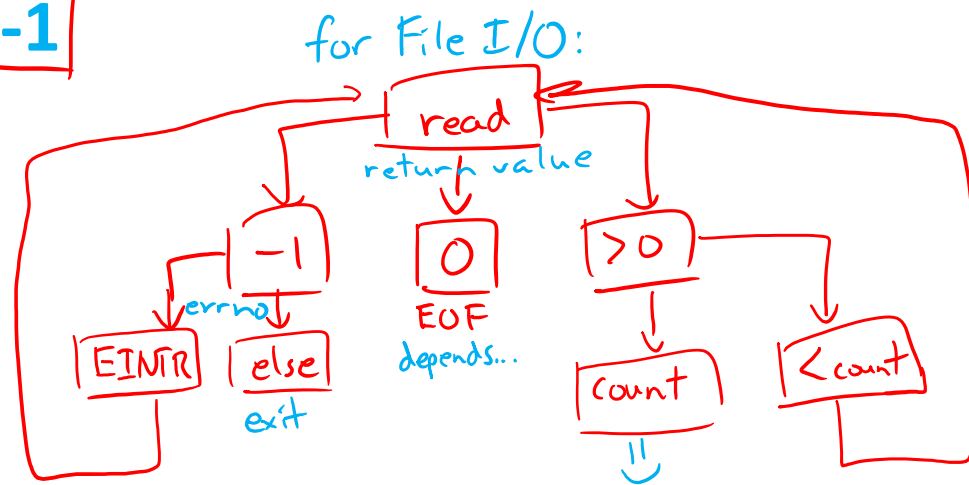 -1
for File I/O:
read
return value
-1
0
>0
errno
EOF
EINTR
else
depends...
count
<count
exit